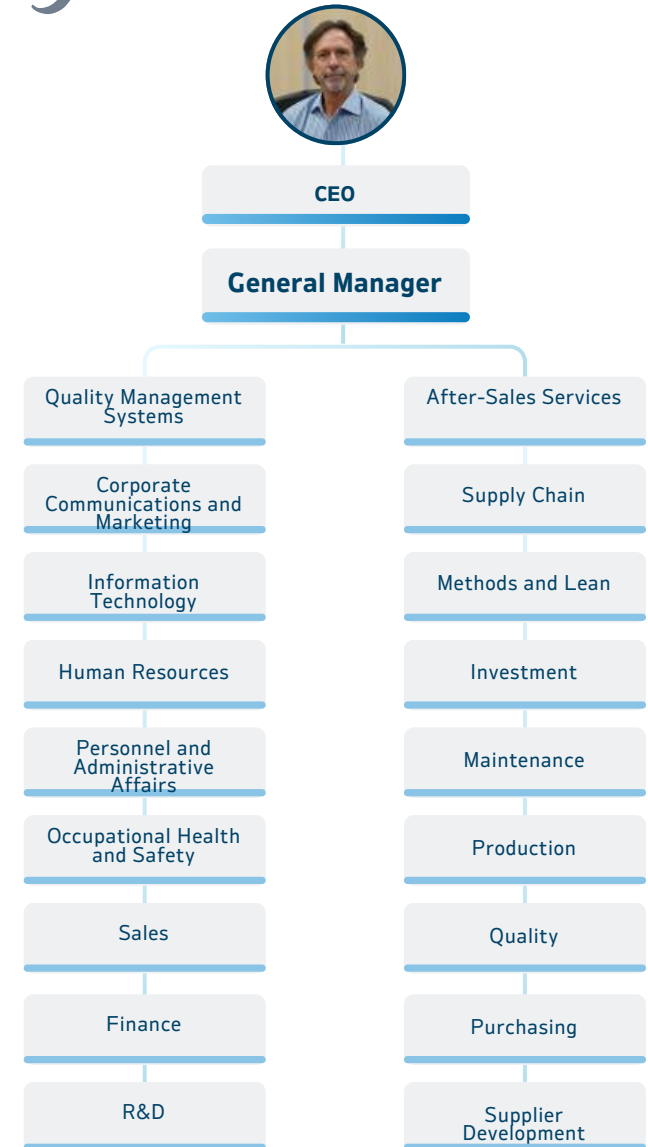 CEO
General Manager
Quality Management
Systems
Corporate
Communications and
Marketing
Information
Technology
Human Resources
Personnel and
Administrative
Affairs
Occupational Health
and Safety
Sales
Finance
R&D
After-Sales Services
Supply Chain
Methods and Lean
Investment
Maintenance
Production
Quality
Purchasing
Supplier
Development